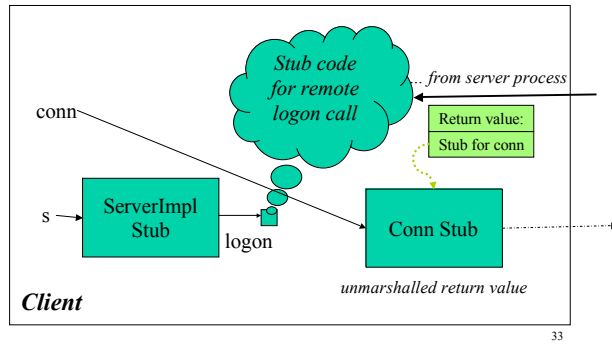 Stub code
for remote
logon call
... from server process
conn
Return value:
Stub for conn
s
ServerImpl
Stub
logon
Conn Stub
unmarshalled return value
Client
33